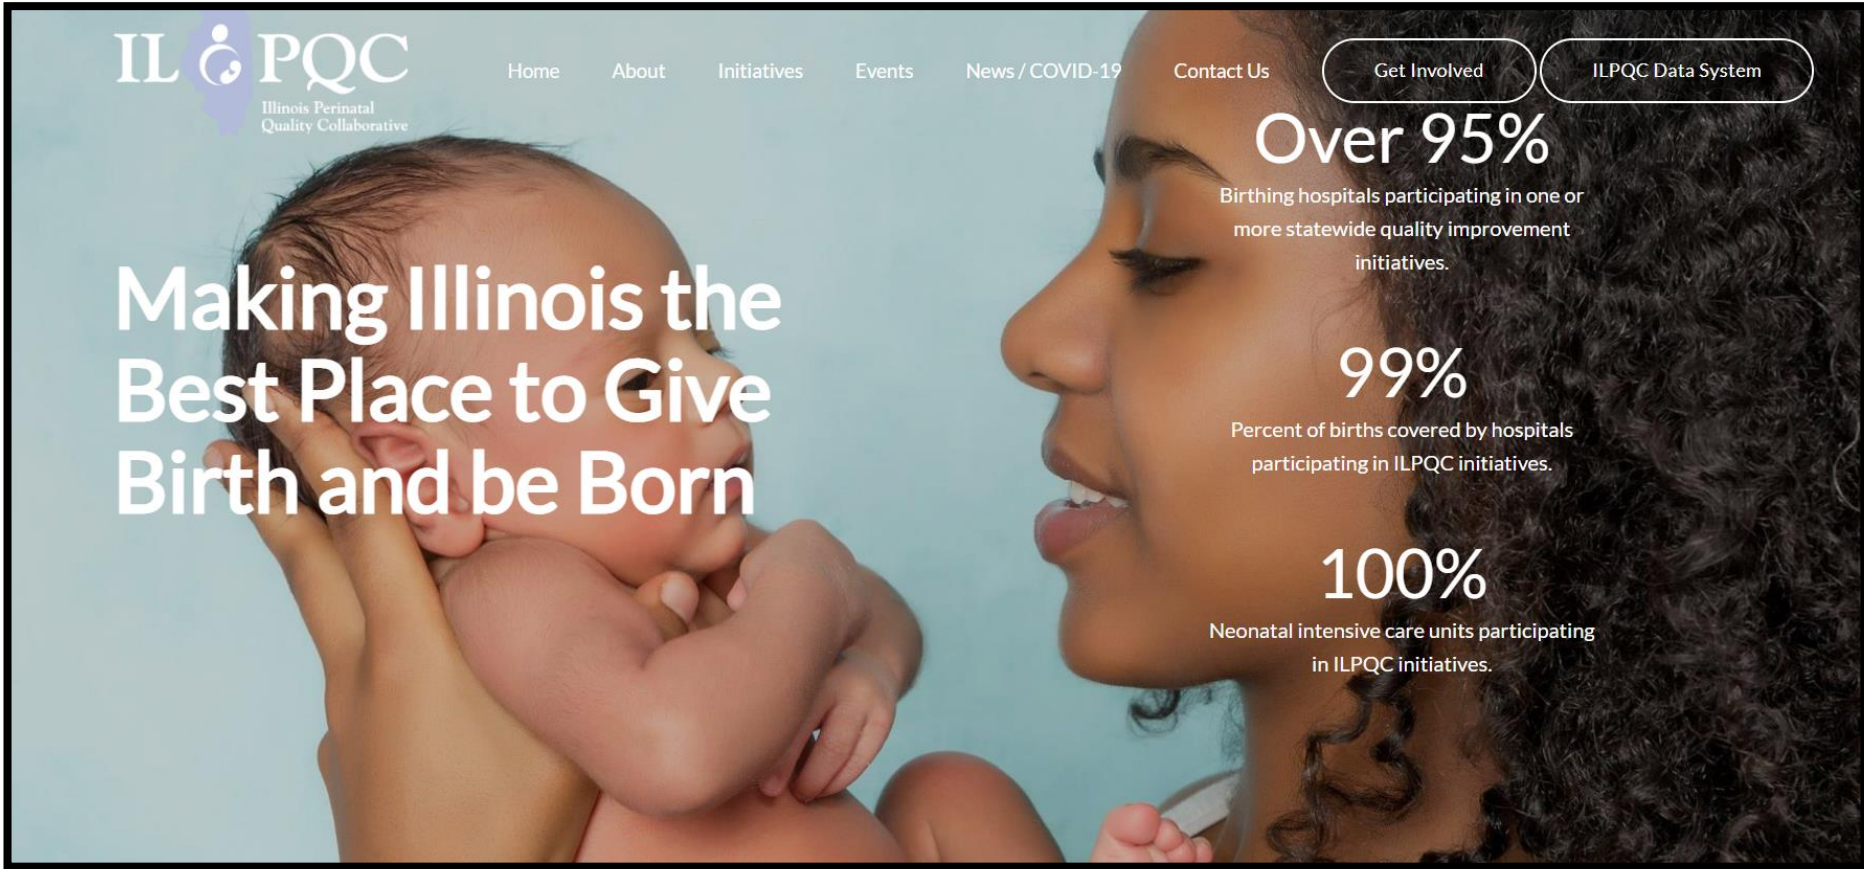 IL PQC
Illinois Perinatal
Quality Collaborative
Home About Initiatives Events News / COVID-19 Contact Us Get Involved ILPQC Data System
Making Illinois the
Best Place to Give
Birth and be Born
Over 95%
Birthing hospitals participating in one or
more statewide quality improvement
initiatives.
99%
Percent of births covered by hospitals
participating in ILPQC initiatives.
100%
Neonatal intensive care units participating
in ILPQC initiatives.